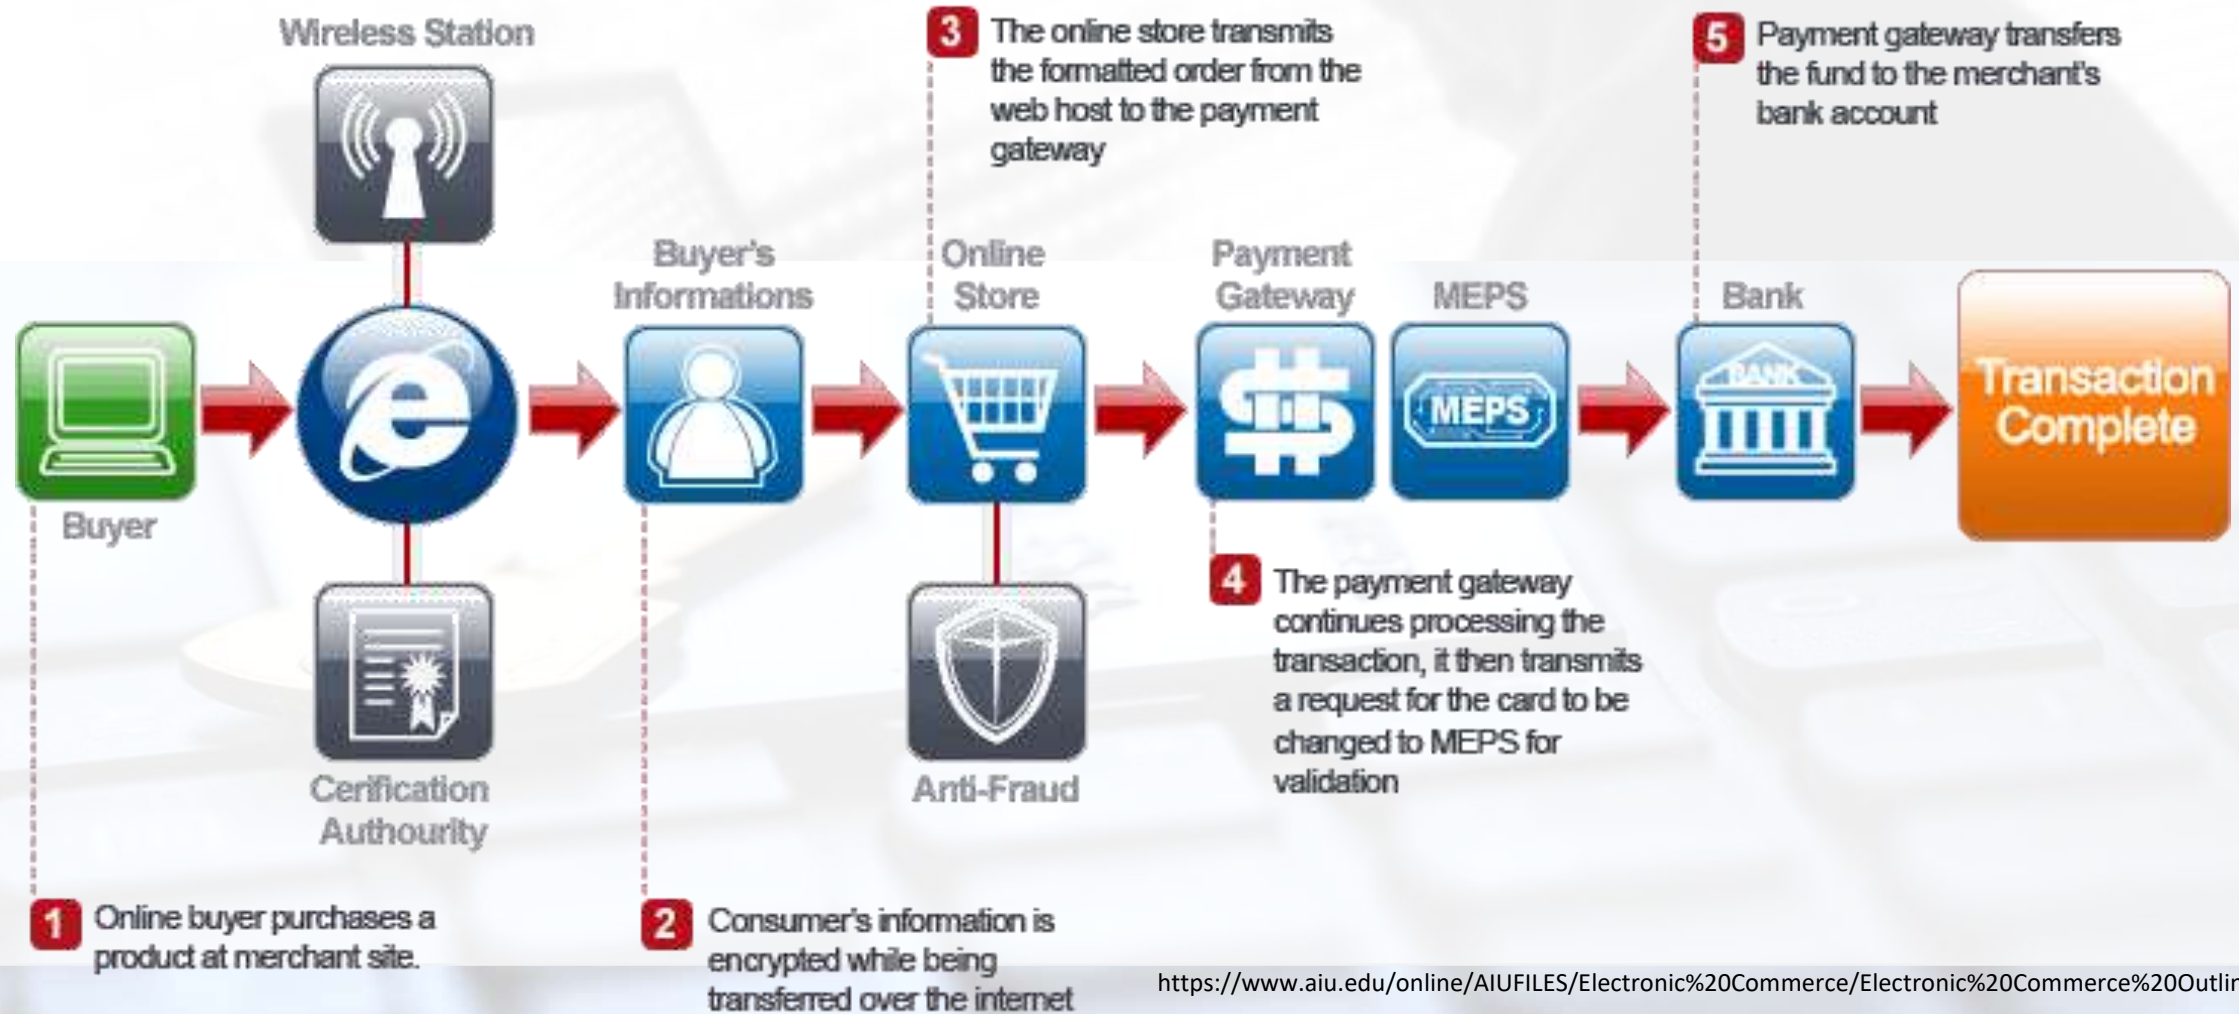 Wireless Station
3 The online store transmits
the formatted order from the
web host to the payment
gateway
5 Payment gateway transfers
the fund to the merchant's
bank account
Buyer's
Informations
Online
Store
Payment
Gateway
MEPS
Bank
e
MEPS
BANK
Transaction
Complete
Buyer
Cerification
Authourity
Anti-Fraud
4 The payment gateway
continues processing the
transaction, it then transmits
a request for the card to be
changed to MEPS for
validation
1 Online buyer purchases a
product at merchant site.
2 Consumer's information is
encrypted while being
transferred over the internet
https://www.aiu.edu/online/AIUFILES/Electronic%20Commerce/Electronic%20Commerce%20Outlin